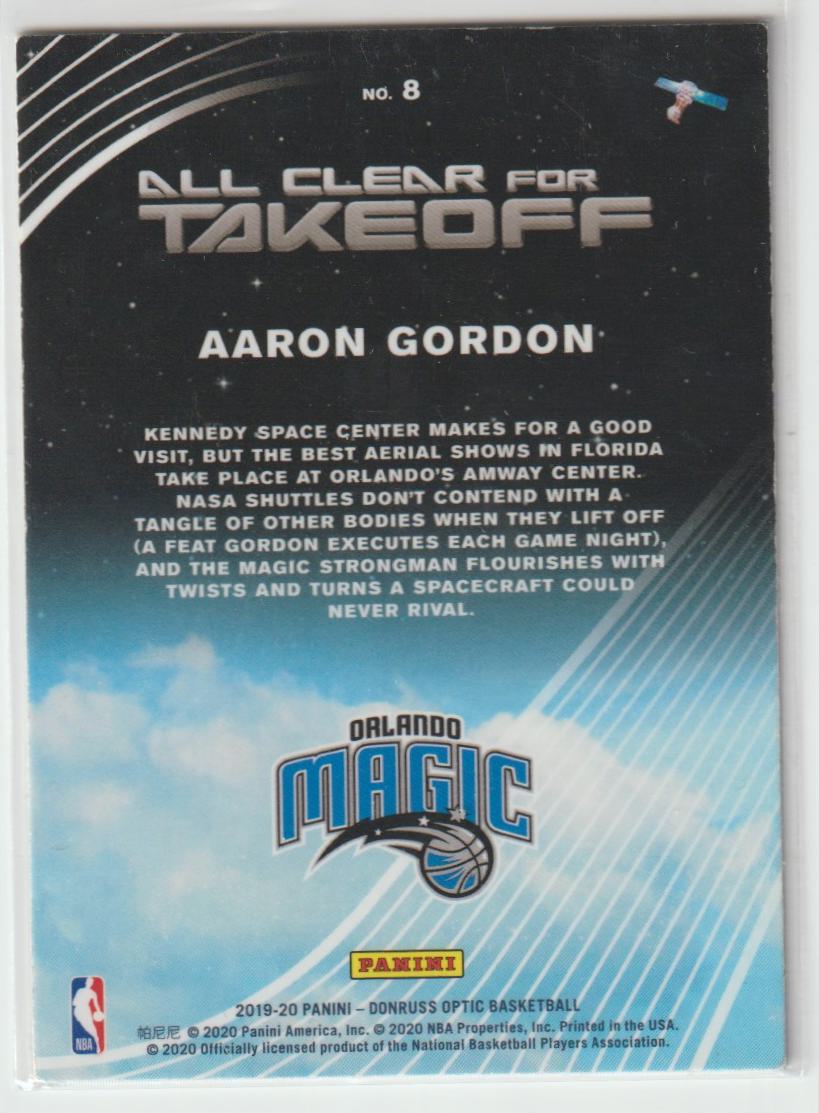 NO. 8
ALL CLEAR FOR
TAKEOFF
AARON GORDON
KENNEDY SPACE CENTER MAKES FOR A GOOD
VISIT, BUT THE BEST AERIAL SHOWS IN FLORIDA
TAKE PLACE AT ORLANDO'S AMWAY CENTER.
NASA SHUTTLES DON'T CONTEND WITH A
TANGLE OF OTHER BODIES WHEN THEY LIFT OFF
(A FEAT GORDON EXECUTES EACH GAME NIGHT),
AND THE MAGIC STRONGMAN FLOURISHES WITH
TWISTS AND TURNS A SPACECRAFT COULD
NEVER RIVAL.
ORLANDO
MAGIC
PANINI
NBA
2019-20 PANINI – DONRUSS OPTIC BASKETBALL
帕尼尼 © 2020 Panini America, Inc. © 2020 NBA Properties, Inc. Printed in the USA.
© 2020 Officially licensed product of the National Basketball Players Association.